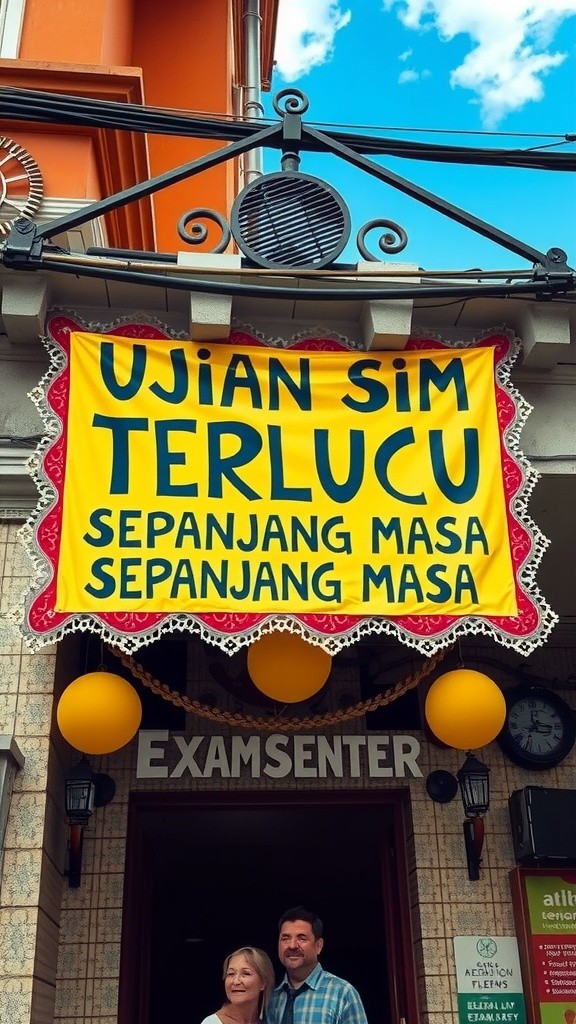 UJiAN SiM
TERLUCU
SEPANJANG MASA
SEPANJANG MASA
EXAMSENTER